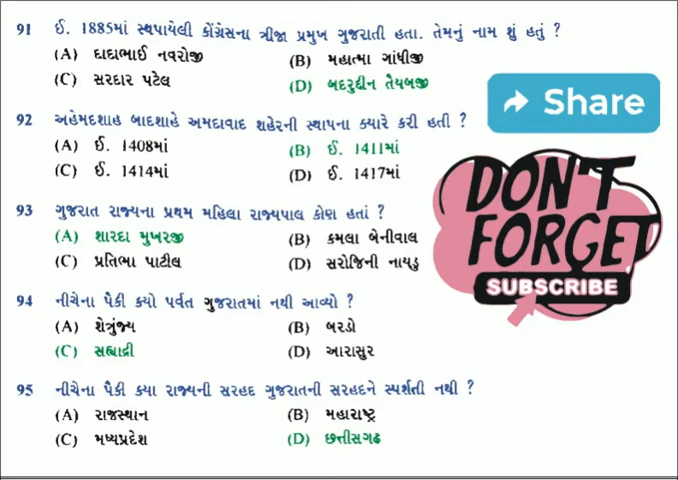 91 ઈ. 1885માં સ્થપાયેલી કોંગ્રેસના ત્રીજા પ્રમુખ ગુજરાતી હતા. તેમનું નામ શું હતું ?
(A) દાદાભાઈ નવરોજી (B) મહાત્મા ગાંધીજી
(C) સરદાર પટેલ (D) બદરુદ્દીન તૈયબજી
Share
92 અહેમદશાહ બાદશાહે અમદાવાદ શહેરની સ્થાપના ક્યારે કરી હતી ?
(A) ઈ. 1408માં (B) ઈ. 1411માં
(C) ઈ. 1414માં (D) ઈ. 1417માં
93 ગુજરાત રાજ્યના પ્રથમ મહિલા રાજ્યપાલ કોણ હતાં ?
(A) શારદા મુખરજી (B) કમલા બેનીવાલ
(C) પ્રતિભા પાટીલ (D) સરોજિની નાયડુ
DON'T
FORGET
SUBSCRIBE
94 નીચેના પૈકી ક્યો પર્વત ગુજરાતમાં નથી આવ્યો ?
(A) શેત્રુંજ્ય (B) બરડો
(C) સહ્યાદ્રી (D) આરાસુર
95 નીચેના પૈકી ક્યા રાજ્યની સરહદ ગુજરાતની સરહદને સ્પર્શતી નથી ?
(A) રાજસ્થાન (B) મહારાષ્ટ્ર
(C) મધ્યપ્રદેશ (D) છત્તીસગઢ